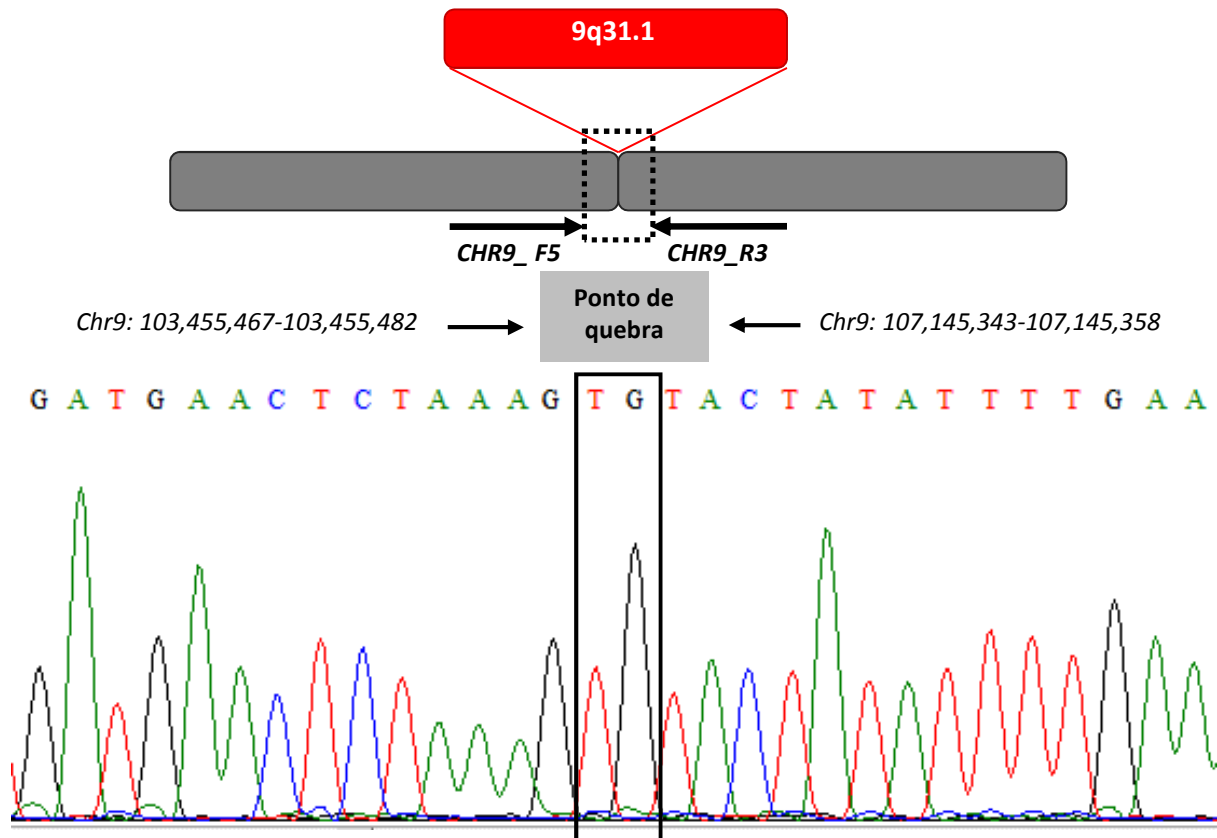 9q31.1
CHR9_ F5
CHR9_R3
Ponto de
quebra
Chr9: 103,455,467-103,455,482
Chr9: 107,145,343-107,145,358
G A T G A A C T C T A A A G T G T A C T A T A T T T T G A A